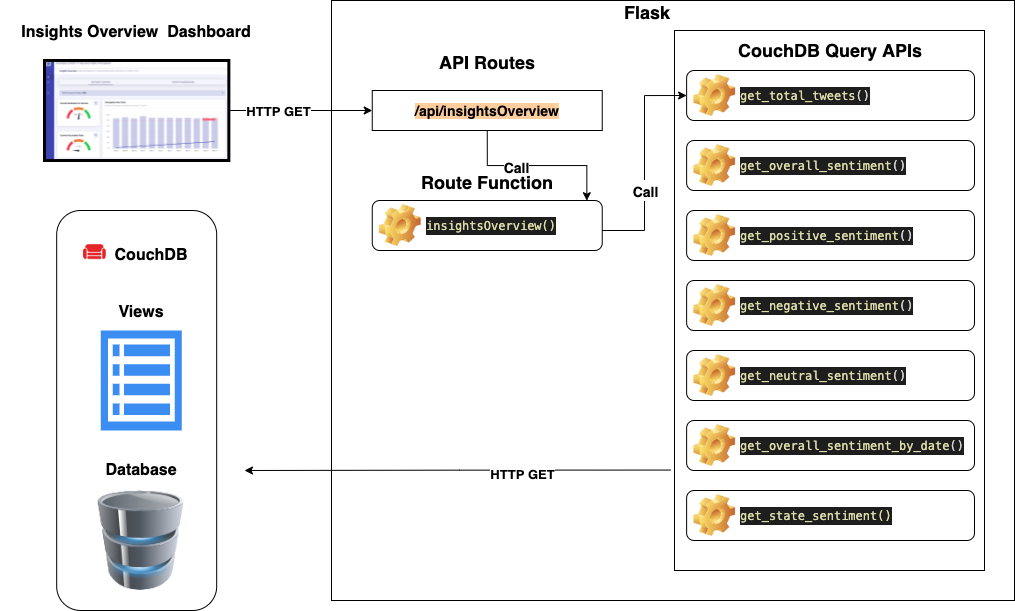 Flask
Insights Overview Dashboard
API Routes
CouchDB Query APIs
HTTP GET
/api/insightsOverview
get_total_tweets()
Call
Route Function
insightsOverview()
Call
get_overall_sentiment()
get_positive_sentiment()
get_negative_sentiment()
get_neutral_sentiment()
get_overall_sentiment_by_date()
get_state_sentiment()
CouchDB
Views
Database
HTTP GET